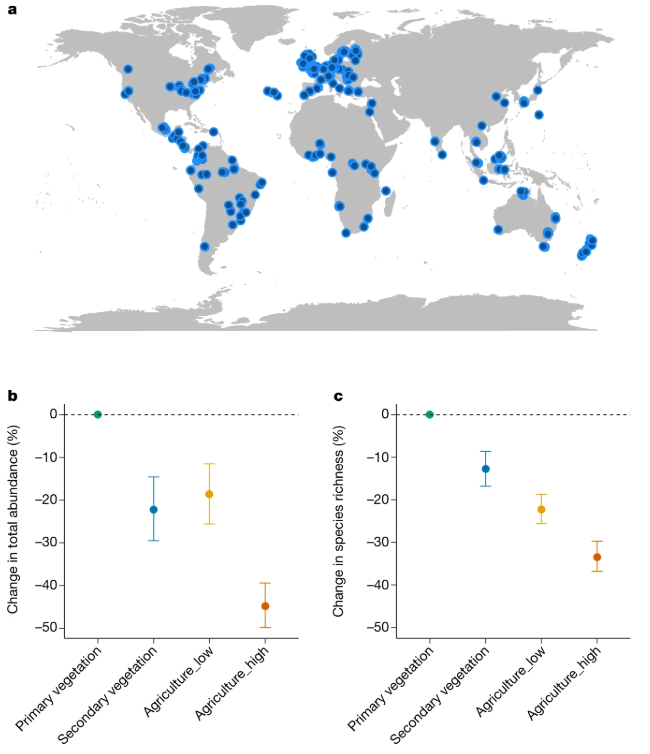 a
b
Change in total abundance (%)
0
–10
–20
–30
–40
–50
Primary vegetation
Secondary vegetation
Agriculture_low
Agriculture_high
c
Change in species richness (%)
0
–10
–20
–30
–40
–50
Primary vegetation
Secondary vegetation
Agriculture_low
Agriculture_high